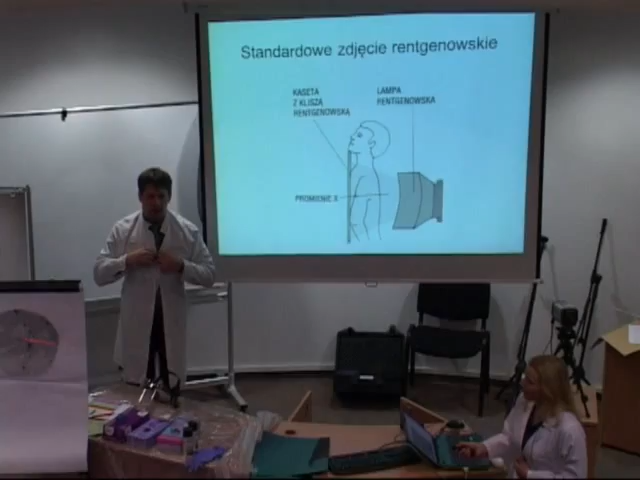 Standardowe zdjęcie rentgenowskie
KASETA
Z KLISZĄ
RENTGENOWSKĄ
LAMPA
RENTGENOWSKA
PROMIENIE X